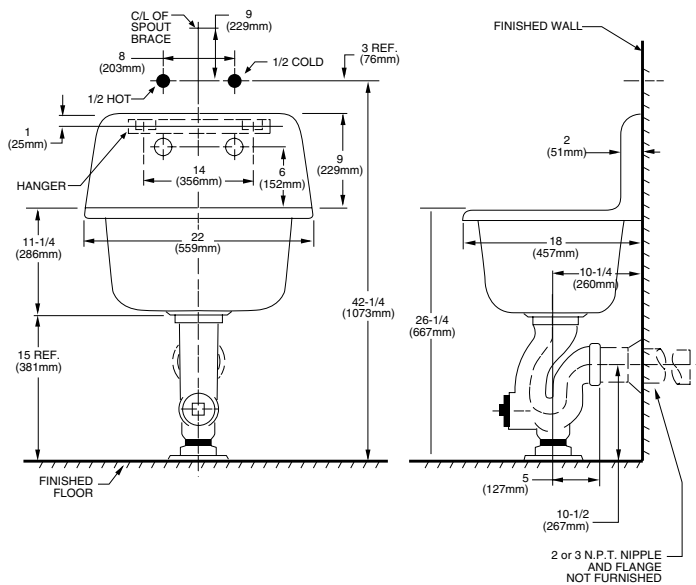 C/L OF
SPOUT
BRACE
9
(229mm)
FINISHED WALL
8
(203mm)
1/2 COLD
3 REF.
(76mm)
1/2 HOT
1
(25mm)
HANGER
14
(356mm)
6
(152mm)
9
(229mm)
2
(51mm)
11-1/4
(286mm)
22
(559mm)
18
(457mm)
10-1/4
(260mm)
42-1/4
(1073mm)
26-1/4
(667mm)
15 REF.
(381mm)
FINISHED
FLOOR
5
(127mm)
10-1/2
(267mm)
2 or 3 N.P.T. NIPPLE
AND FLANGE
NOT FURNISHED